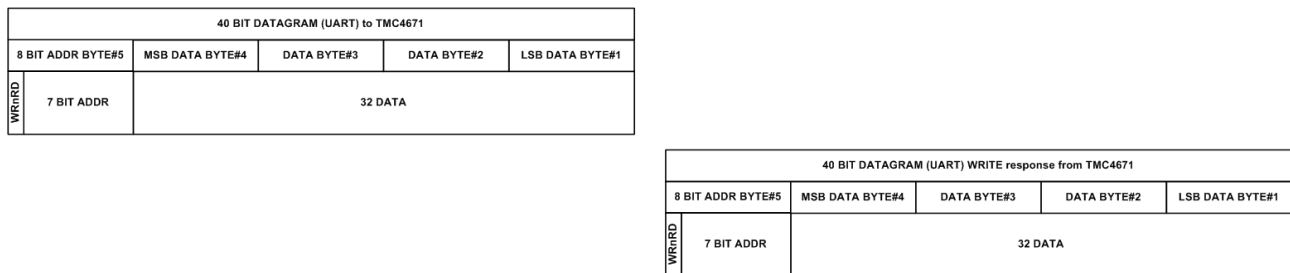 40 BIT DATAGRAM (UART) to TMC4671
8 BIT ADDR BYTE#5 MSB DATA BYTE#4 DATA BYTE#3 DATA BYTE#2 LSB DATA BYTE#1
WRnRD 7 BIT ADDR 32 DATA
40 BIT DATAGRAM (UART) WRITE response from TMC4671
8 BIT ADDR BYTE#5 MSB DATA BYTE#4 DATA BYTE#3 DATA BYTE#2 LSB DATA BYTE#1
WRnRD 7 BIT ADDR 32 DATA